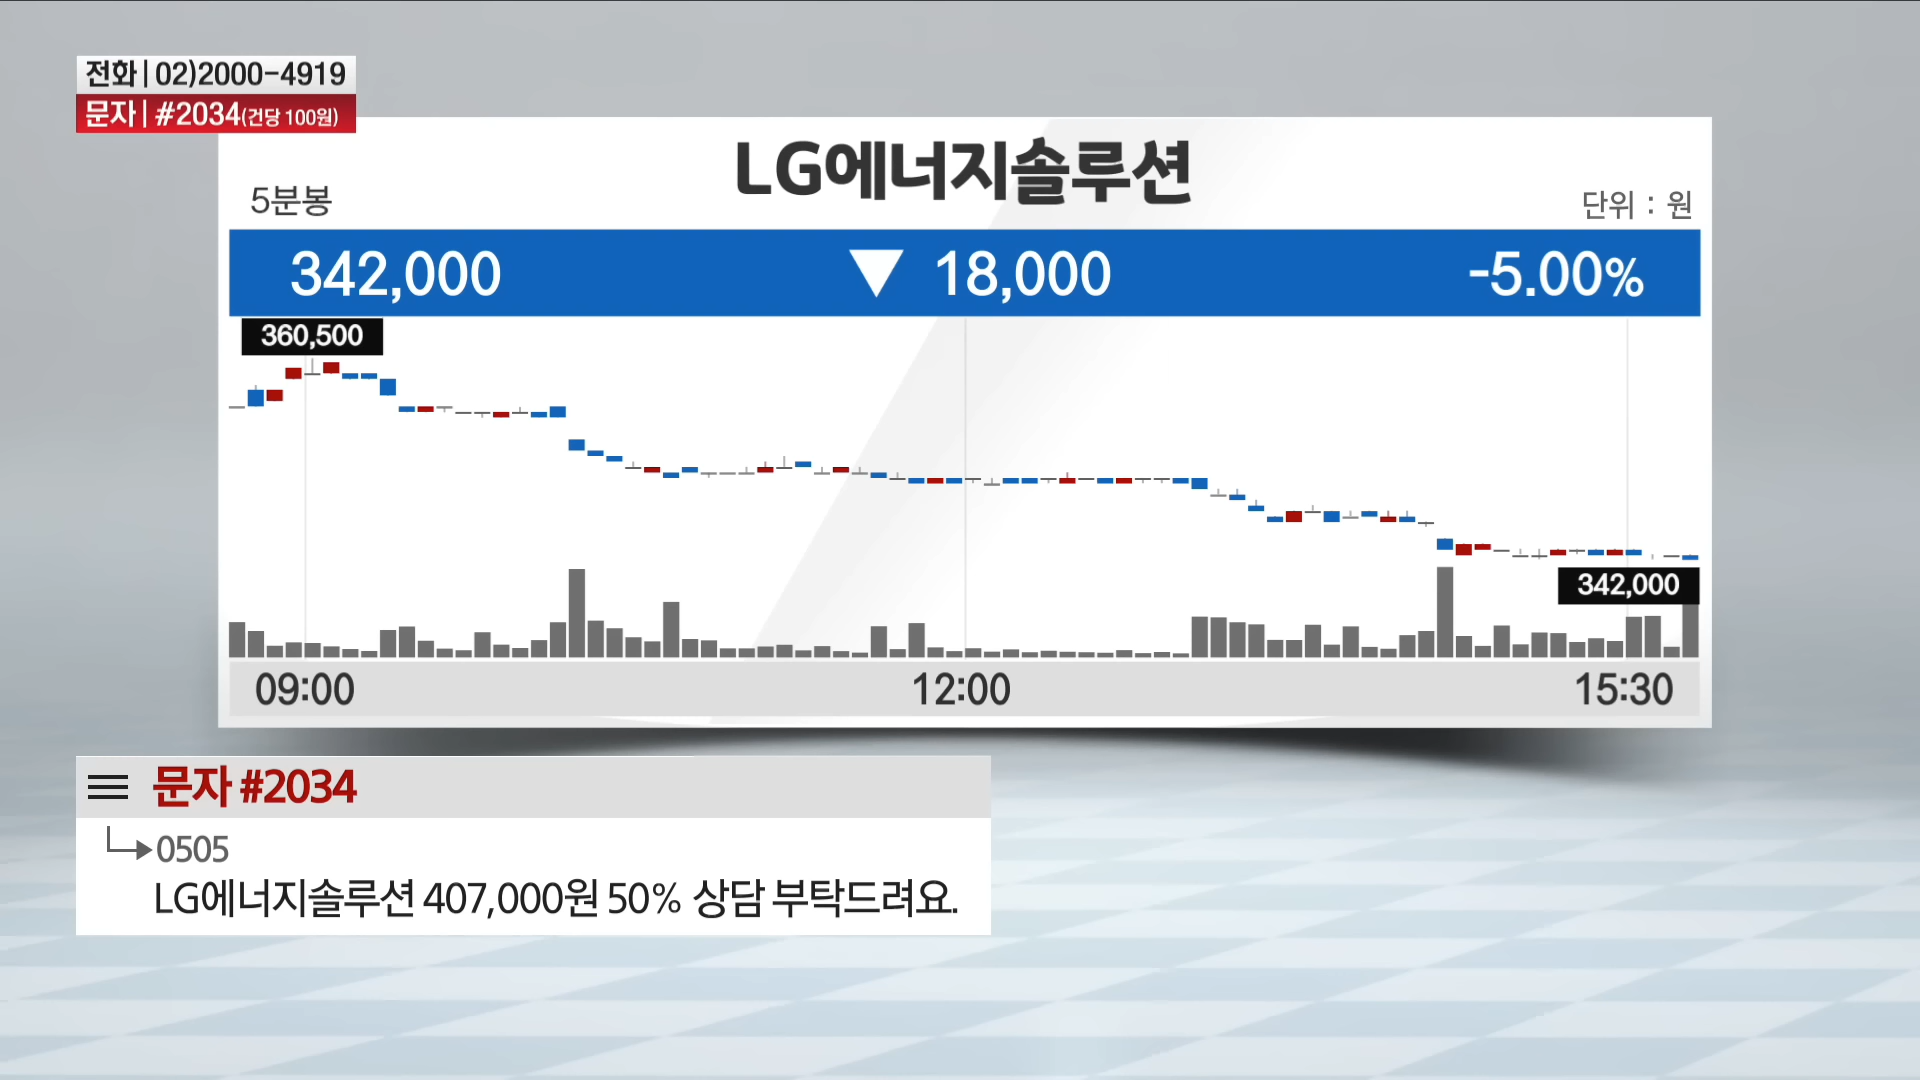 전화 | 02)2000-4919
문자 | #2034(건당 100원)
LG에너지솔루션
5분봉
단위 : 원
342,000 ▼ 18,000 -5.00%
360,500
342,000
09:00 12:00 15:30
문자 #2034
0505
LG에너지솔루션 407,000원 50% 상담 부탁드려요.